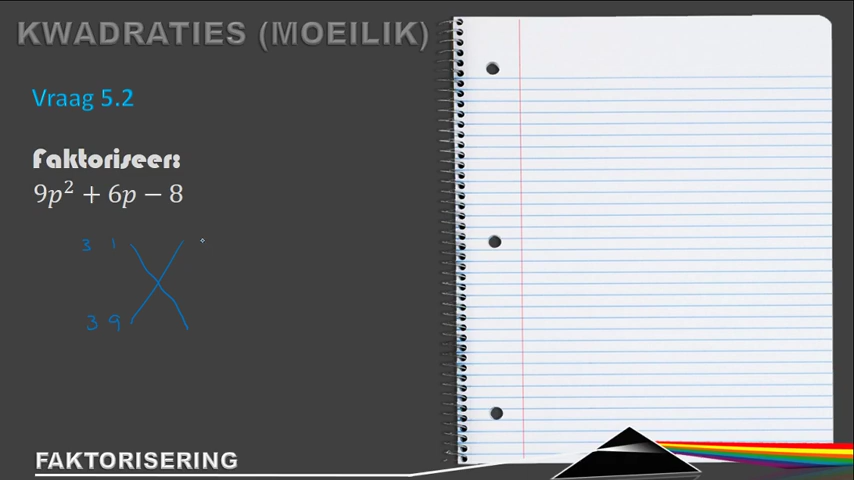 KWADRATIES (MOEILIK)
Vraag 5.2
Faktoriseer:
9p² + 6p − 8
3 1
3 9
FAKTORISERING